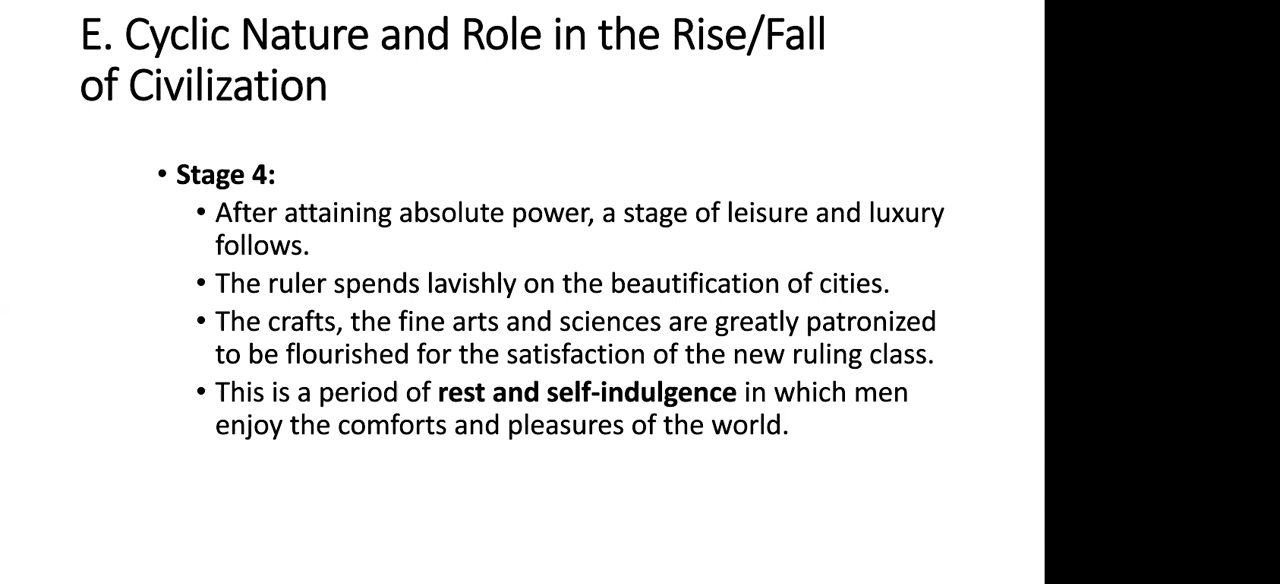 E. Cyclic Nature and Role in the Rise/Fall
of Civilization
• Stage 4:
• After attaining absolute power, a stage of leisure and luxury
follows.
• The ruler spends lavishly on the beautification of cities.
• The crafts, the fine arts and sciences are greatly patronized
to be flourished for the satisfaction of the new ruling class.
• This is a period of rest and self-indulgence in which men
enjoy the comforts and pleasures of the world.